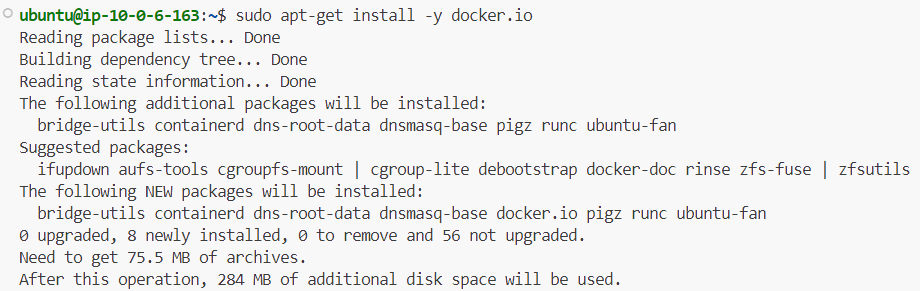 ubuntu@ip-10-0-6-163:~$ sudo apt-get install -y docker.io
Reading package lists... Done
Building dependency tree... Done
Reading state information... Done
The following additional packages will be installed:
  bridge-utils containerd dns-root-data dnsmasq-base pigz runc ubuntu-fan
Suggested packages:
  ifupdown aufs-tools cgroupfs-mount | cgroup-lite debootstrap docker-doc rinse zfs-fuse | zfsutils
The following NEW packages will be installed:
  bridge-utils containerd dns-root-data dnsmasq-base docker.io pigz runc ubuntu-fan
0 upgraded, 8 newly installed, 0 to remove and 56 not upgraded.
Need to get 75.5 MB of archives.
After this operation, 284 MB of additional disk space will be used.